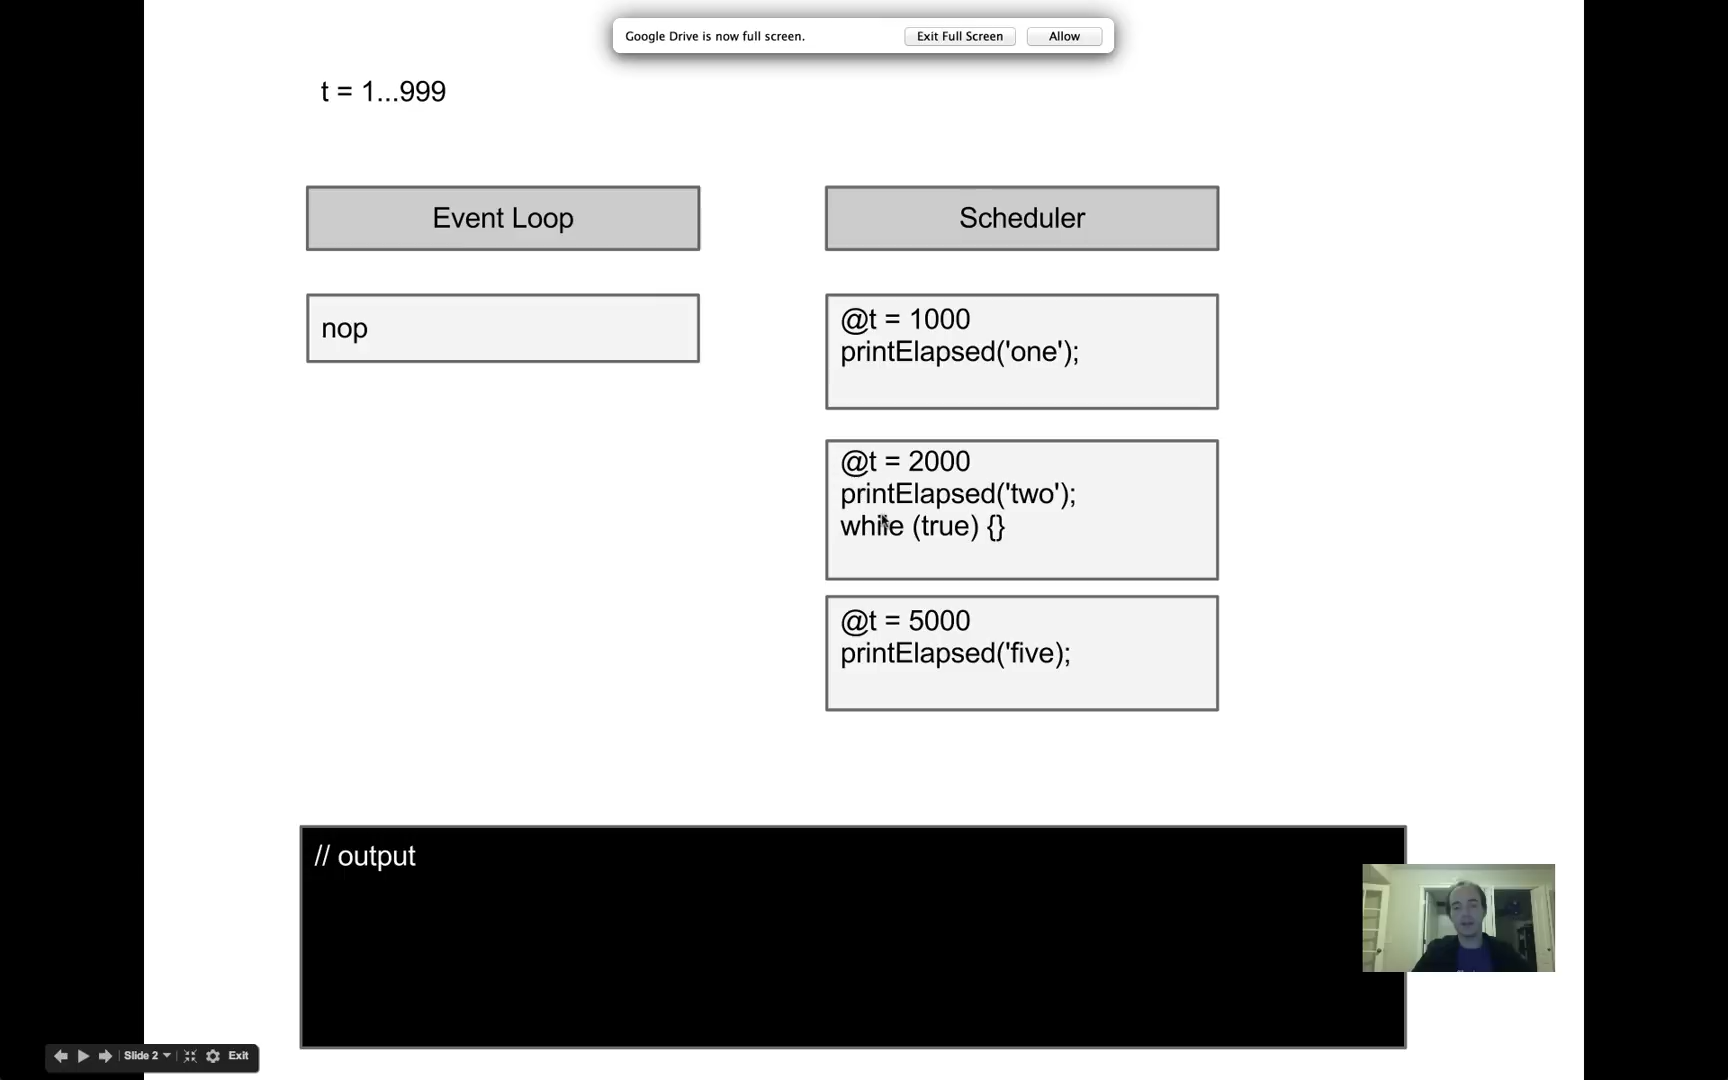 Google Drive is now full screen.
Exit Full Screen
Allow
t = 1...999
Event Loop
Scheduler
nop
@t = 1000
printElapsed('one');
@t = 2000
printElapsed('two');
while (true) {}
@t = 5000
printElapsed('five);
// output
Slide 2
Exit